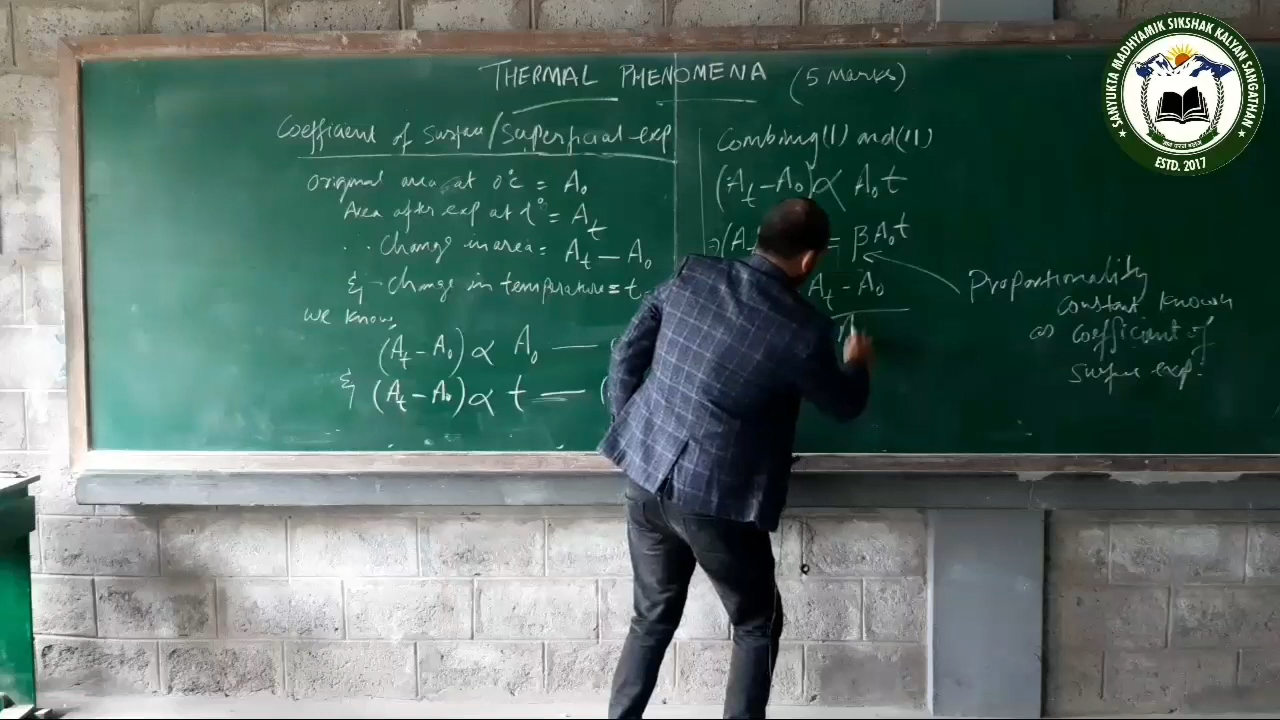 THERMAL PHENOMENA (5 Marks)
Coefficient of Surface/Superficial exp
Original area at 0°C = A₀
Area after exp at t° = Aₜ
∴ Change in area = Aₜ – A₀
& Change in temperature = t
We know,
(Aₜ – A₀) ∝ A₀ —
& (Aₜ – A₀) ∝ t —
Combining (I) and (II)
(Aₜ – A₀) ∝ A₀t
= βA₀t
Aₜ – A₀
Proportionality
Constant known
as coefficient of
surface exp.
SANYUKTA MADHYAMIK SIKSHAK KALYAN SANGATHAN
ESTD. 2017